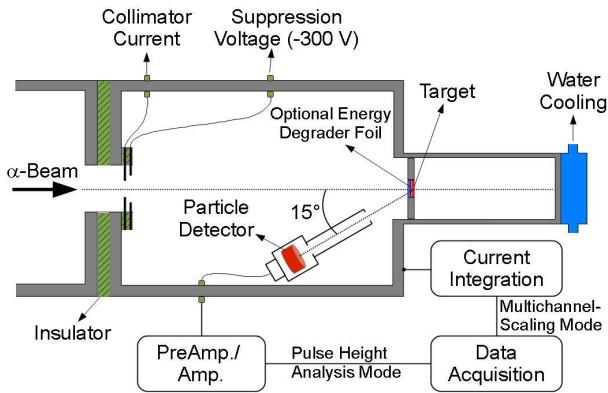 Collimator
Current
Suppression
Voltage (-300 V)
Water
Cooling
Target
Optional Energy
Degrader Foil
α-Beam
15°
Particle
Detector
Current
Integration
Insulator
Multichannel-
Scaling Mode
PreAmp./
Amp.
Pulse Height
Analysis Mode
Data
Acquisition